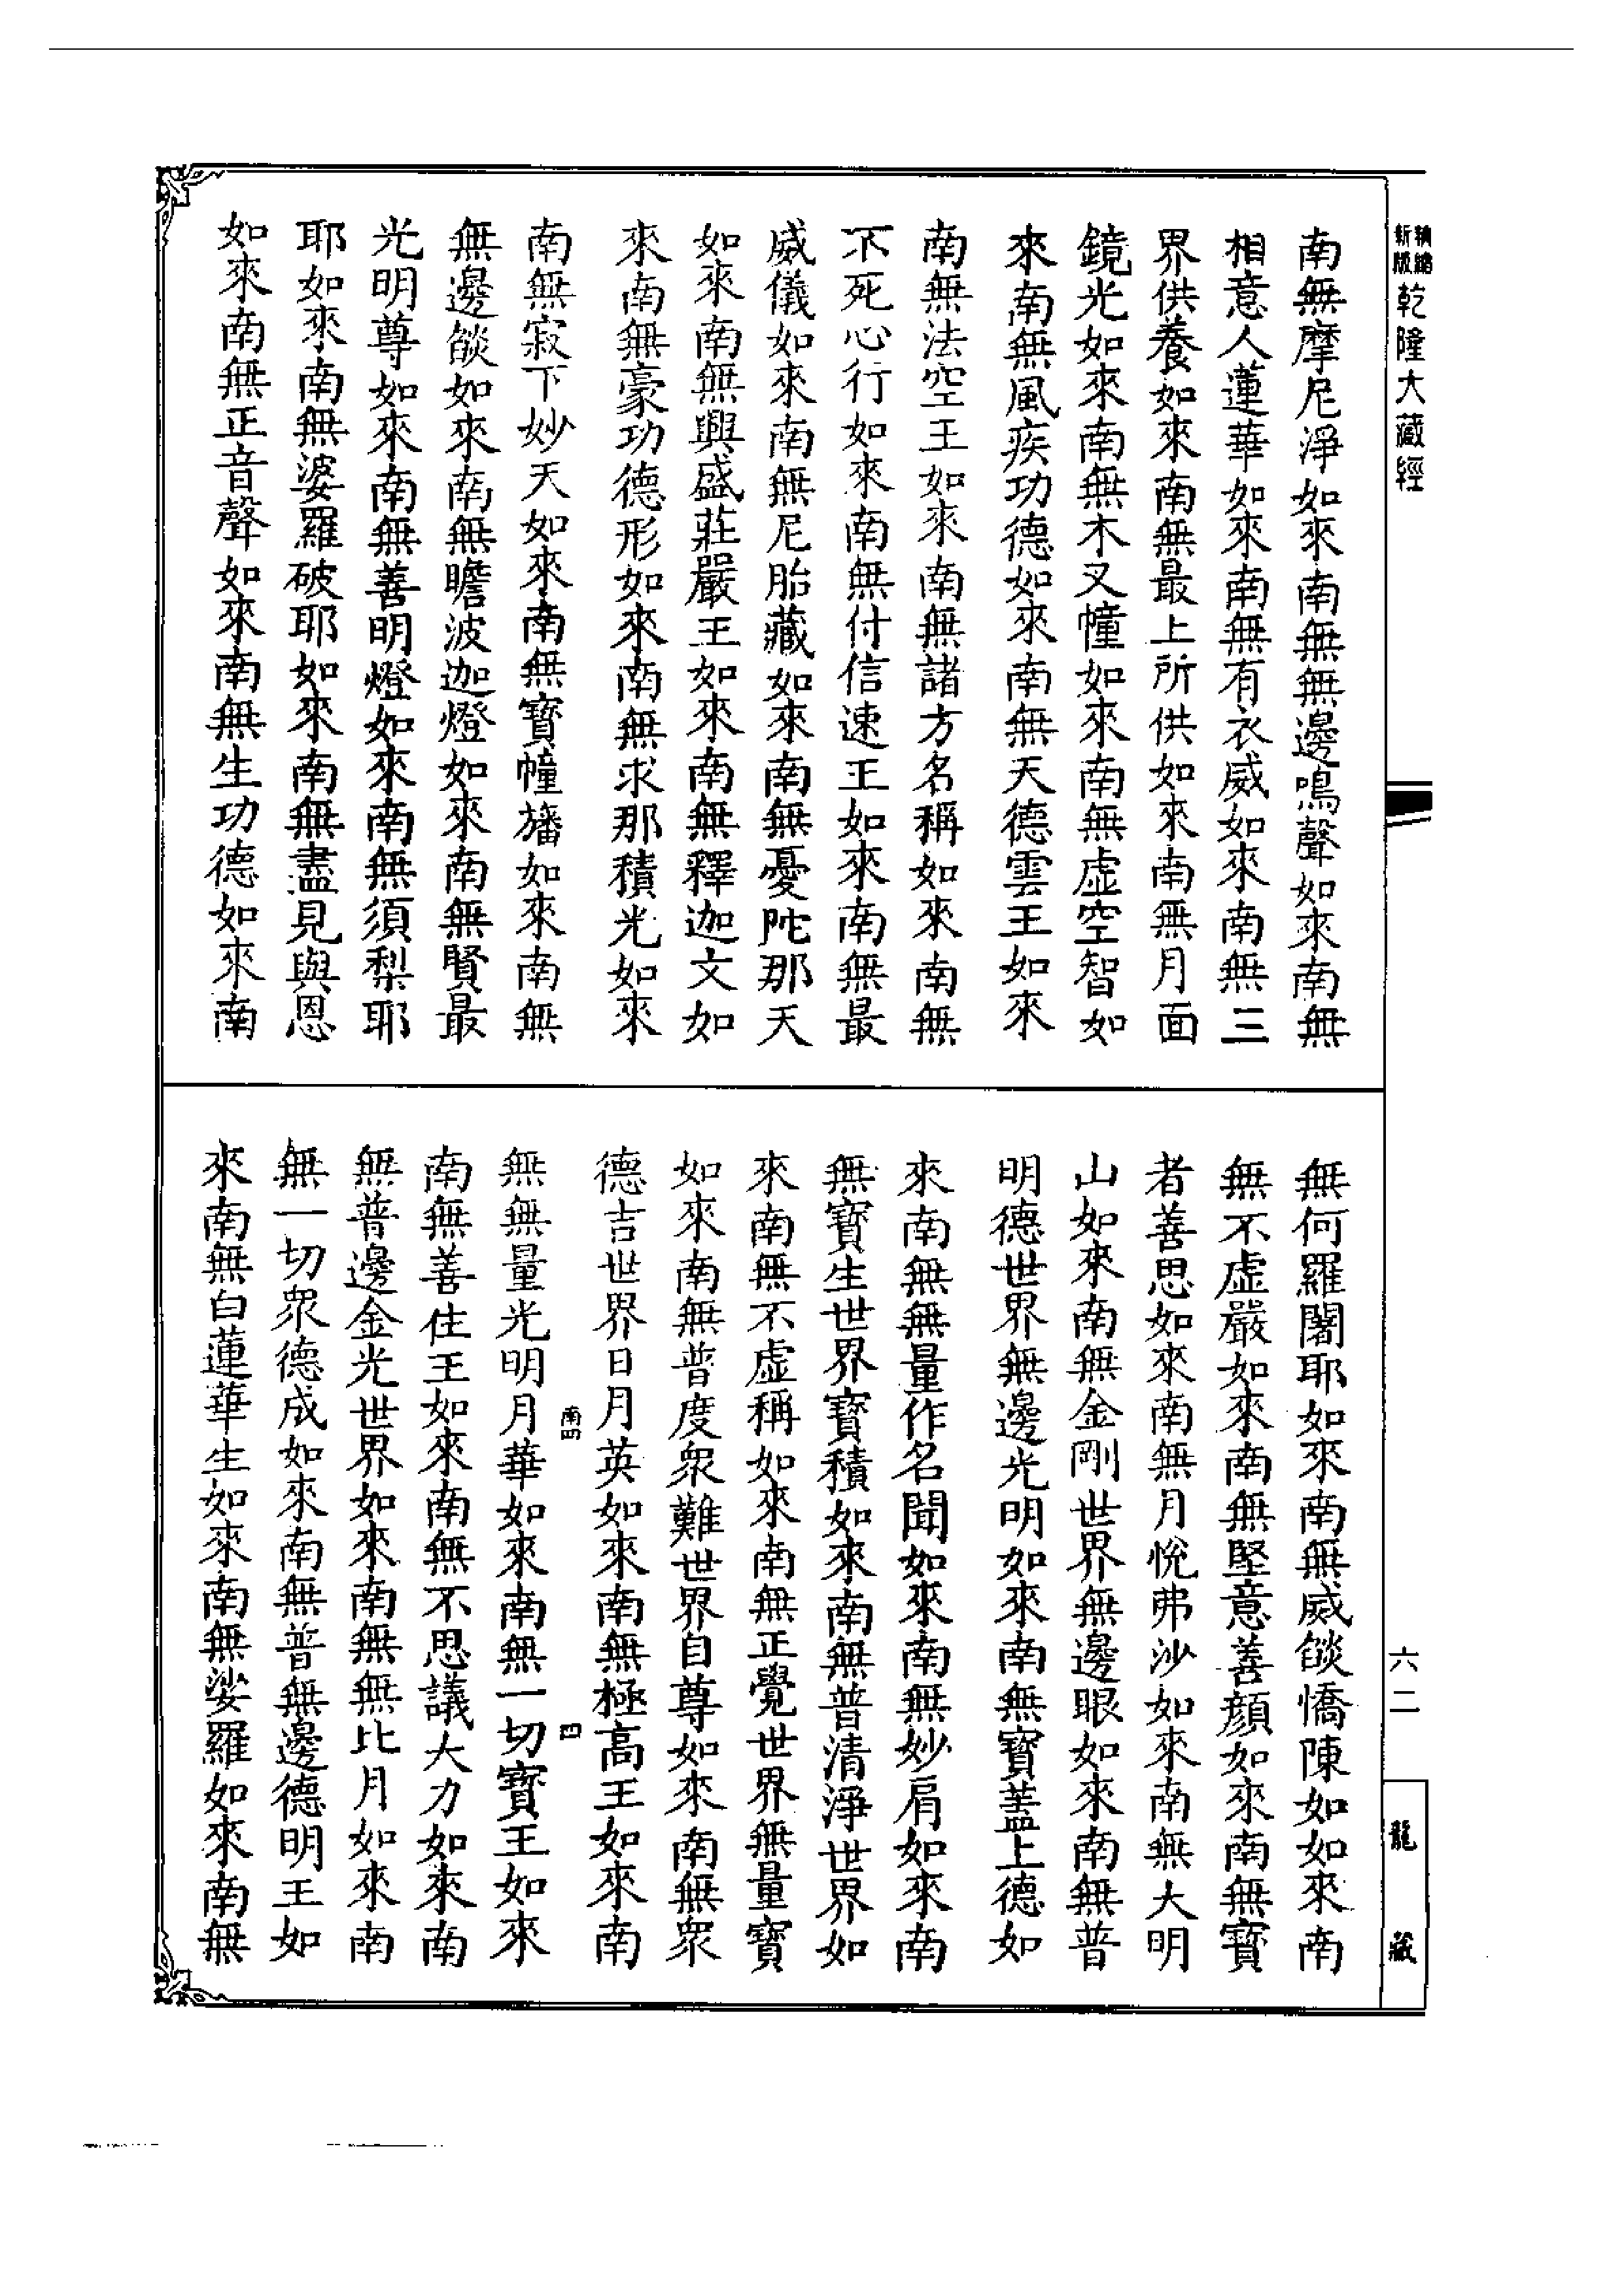 新版
縮
乾隆大藏經
六二
龍藏
南無摩尼淨如來南無無邊鳴聲如來南無
相意人蓮華如來南無有衣威如來南無三
界供養如來南無最上所供如來南無月面
鏡光如來南無木叉幢如來南無虛空智如
來南無風疾功德如來南無天德雲王如來
南無法空王如來南無諸方名稱如來南無
不死心行如來南無付信速王如來南無最
威儀如來南無尼胎藏如來南無憂陀那天
如來南無興盛莊嚴王如來南無釋迦文如
來南無豪功德形如來南無求那積光如來
南無寂下妙天如來南無寶幢旛如來南無
無邊燄如來南無瞻波迦燈如來南無賢最
光明尊如來南無善明燈如來南無須梨耶
耶如來南無婆羅破耶如來南無盡見與恩
如來南無正音聲如來南無生功德如來南
無何羅闍耶如來南無威燄憍陳如如來南
無不虛嚴如來南無堅意善顏如來南無寶
者善思如來南無月悅弗沙如來南無大明
山如來南無金剛世界無邊眼如來南無普
明德世界無邊光明如來南無寶蓋上德如
來南無無量作名聞如來南無妙肩如來南
無寶生世界寶積如來南無普清淨世界如
來南無不虛稱如來南無正覺世界無量寶
如來南無普度眾難世界自尊如來南無眾
德吉世界日月英如來南無極高王如來南
南四
四
無無量光明月華如來南無一切寶王如來
南無善住王如來南無不思議大力如來南
無普邊金光世界如來南無無比月如來南
無一切眾德成如來南無普無邊德明王如
來南無白蓮華生如來南無娑羅如來南無